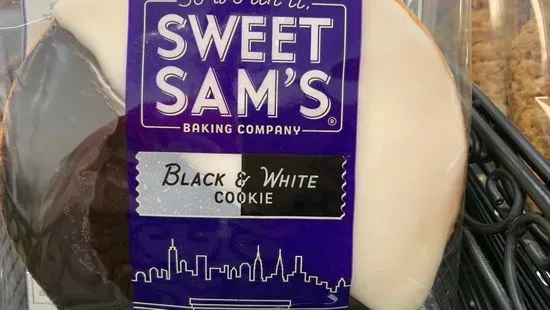 SWEET
SAM'S®
BAKING COMPANY
BLACK & WHITE
COOKIE